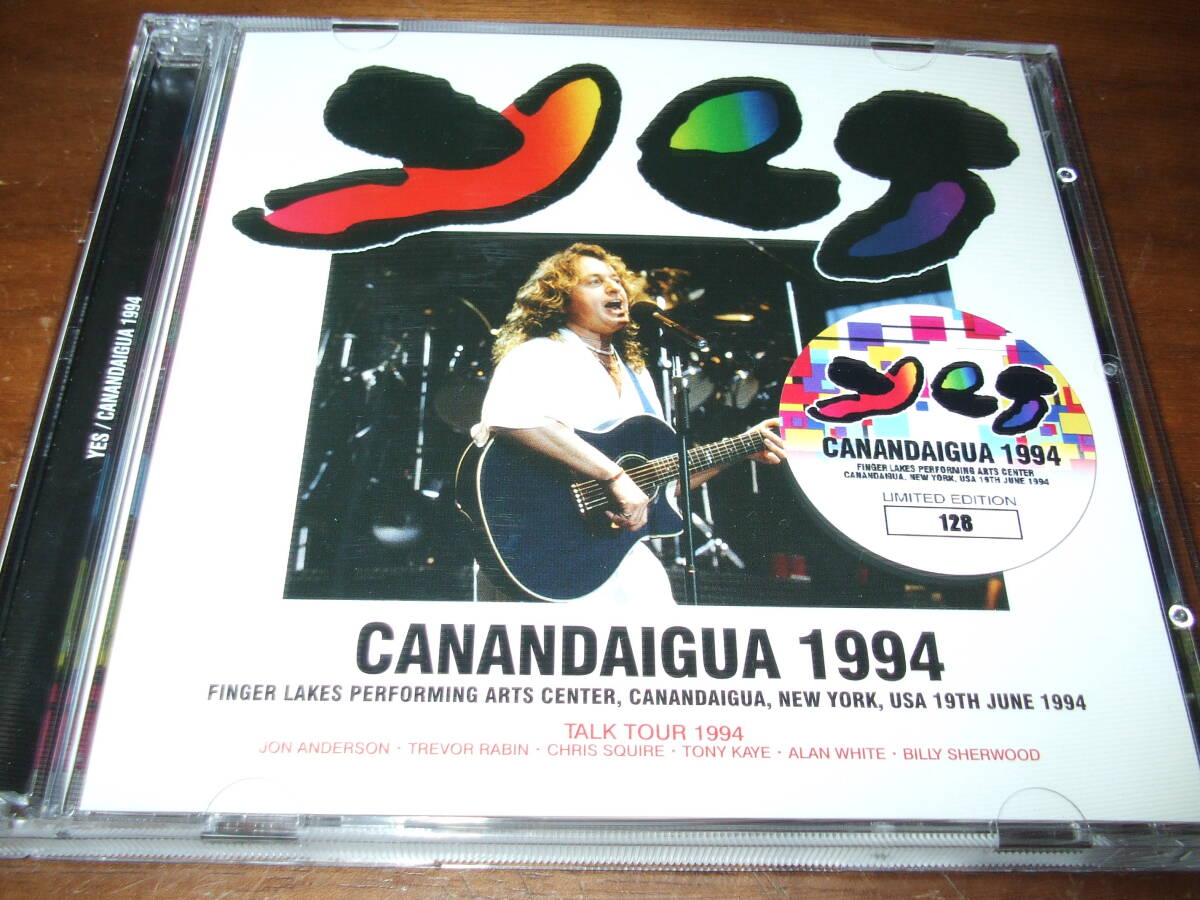 yes
YES / CANANDAIGUA 1994
yes
CANANDAIGUA 1994
FINGER LAKES PERFORMING ARTS CENTER
CANANDAIGUA, NEW YORK, USA 19TH JUNE 1994
LIMITED EDITION
128
CANANDAIGUA 1994
FINGER LAKES PERFORMING ARTS CENTER, CANANDAIGUA, NEW YORK, USA 19TH JUNE 1994
TALK TOUR 1994
JON ANDERSON · TREVOR RABIN · CHRIS SQUIRE · TONY KAYE · ALAN WHITE · BILLY SHERWOOD